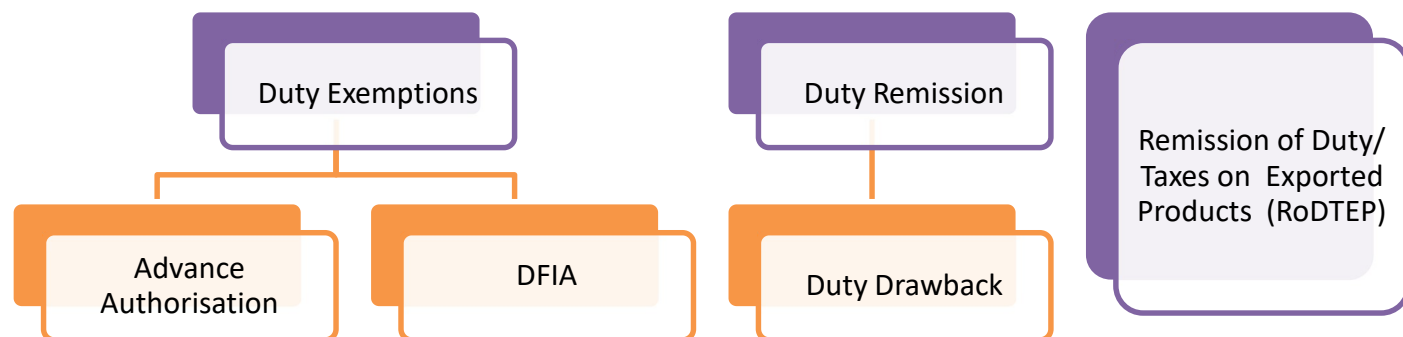 Duty Exemptions
Duty Remission
Remission of Duty/
Taxes on Exported
Products (RoDTEP)
Advance
Authorisation
DFIA
Duty Drawback